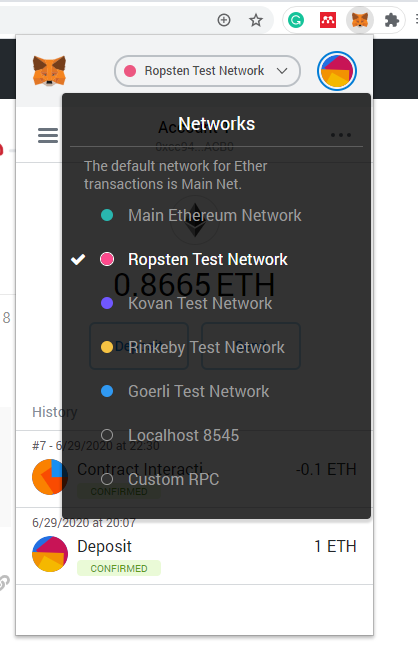 Ropsten Test Network
Networks
The default network for Ether
transactions is Main Net.
Main Ethereum Network
Ropsten Test Network
0.8665 ETH
Kovan Test Network
Rinkeby Test Network
Goerli Test Network
8
History
Localhost 8545
#7 - 6/29/2020 at 22:30
Contract Interacti
-0.1 ETH
CONFIRMED
Custom RPC
6/29/2020 at 20:07
Deposit
1 ETH
CONFIRMED